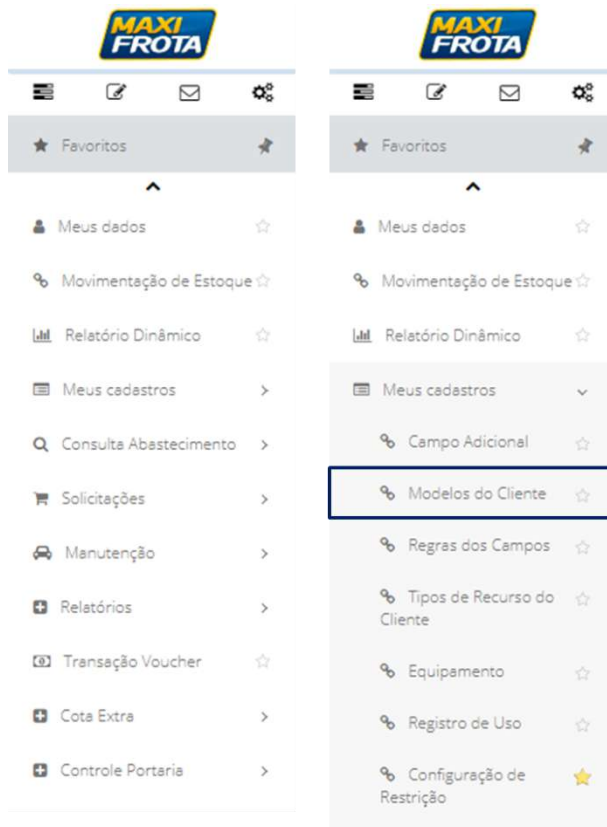 MAXI
FROTA
Favoritos
Meus dados
Movimentação de Estoque
Relatório Dinâmico
Meus cadastros
Consulta Abastecimento
Solicitações
Manutenção
Relatórios
Transação Voucher
Cota Extra
Controle Portaria
MAXI
FROTA
Favoritos
Meus dados
Movimentação de Estoque
Relatório Dinâmico
Meus cadastros
Campo Adicional
Modelos do Cliente
Regras dos Campos
Tipos de Recurso do
Cliente
Equipamento
Registro de Uso
Configuração de
Restrição